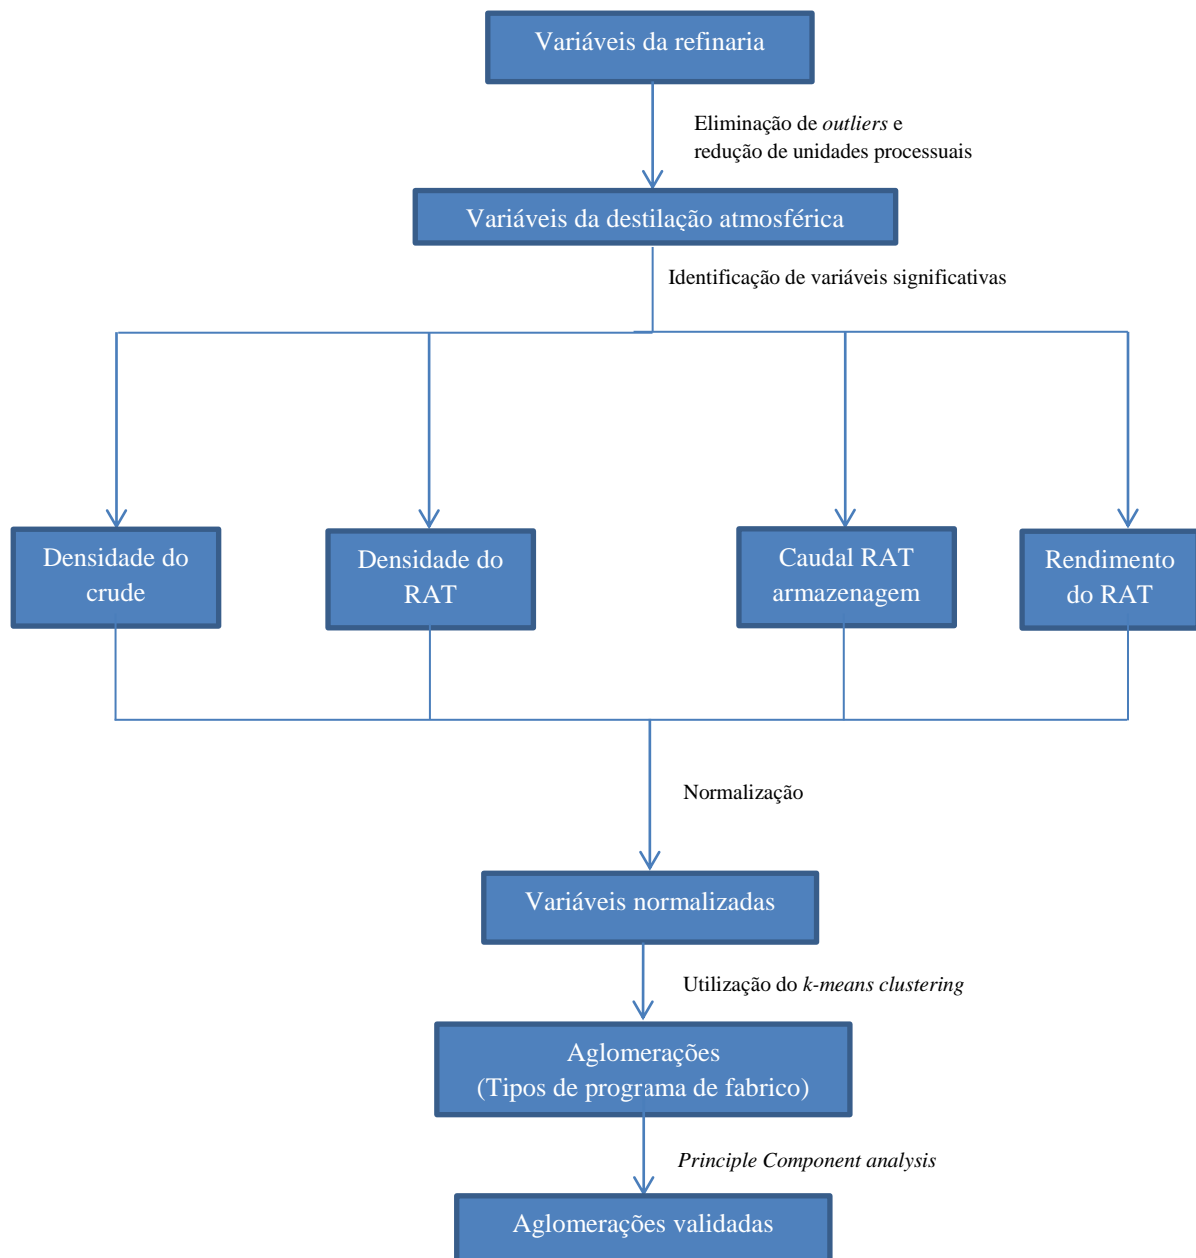 Variáveis da refinaria
Eliminação de outliers e
redução de unidades processuais
Variáveis da destilação atmosférica
Identificação de variáveis significativas
Densidade do
crude
Densidade do
RAT
Caudal RAT
armazenagem
Rendimento
do RAT
Normalização
Variáveis normalizadas
Utilização do k-means clustering
Aglomerações
(Tipos de programa de fabrico)
Principle Component analysis
Aglomerações validadas